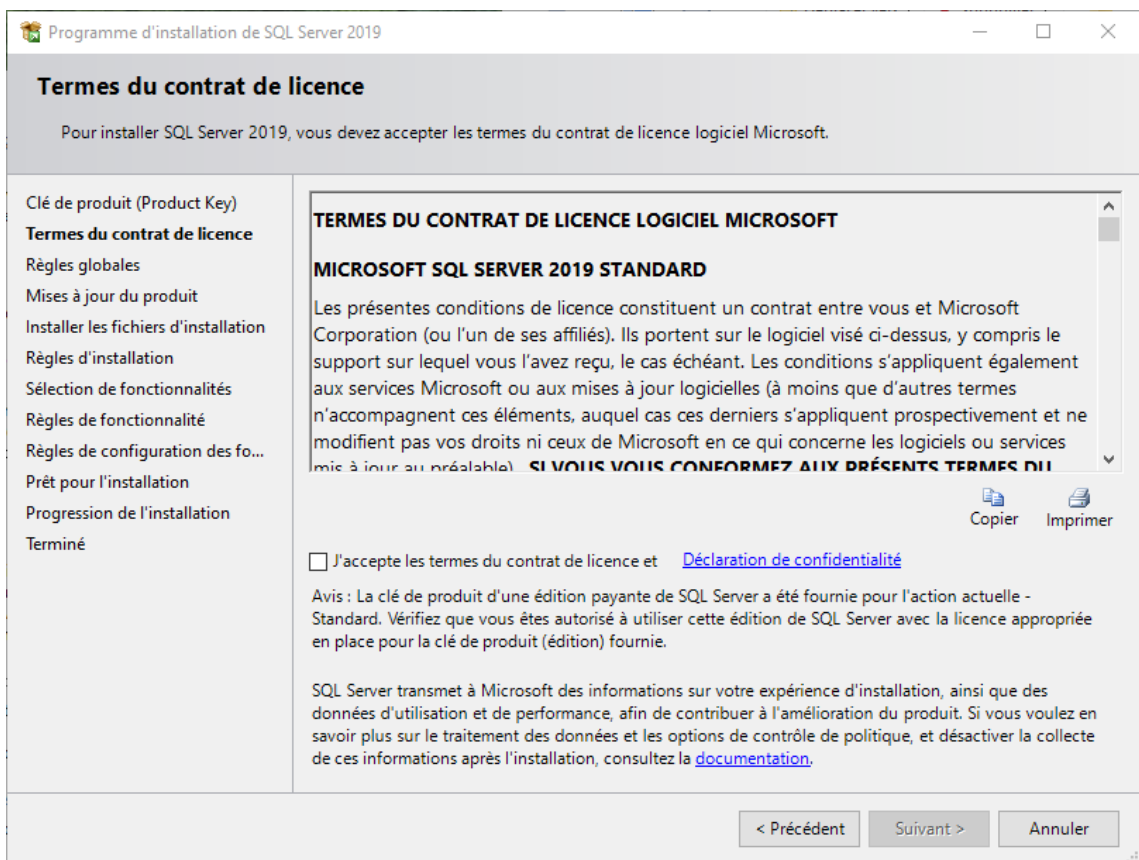 Programme d'installation de SQL Server 2019
Termes du contrat de licence
Pour installer SQL Server 2019, vous devez accepter les termes du contrat de licence logiciel Microsoft.
Clé de produit (Product Key)
Termes du contrat de licence
Règles globales
Mises à jour du produit
Installer les fichiers d'installation
Règles d'installation
Sélection de fonctionnalités
Règles de fonctionnalité
Règles de configuration des fo...
Prêt pour l'installation
Progression de l'installation
Terminé
TERMES DU CONTRAT DE LICENCE LOGICIEL MICROSOFT
MICROSOFT SQL SERVER 2019 STANDARD
Les présentes conditions de licence constituent un contrat entre vous et Microsoft
Corporation (ou l’un de ses affiliés). Ils portent sur le logiciel visé ci-dessus, y compris le
support sur lequel vous l’avez reçu, le cas échéant. Les conditions s’appliquent également
aux services Microsoft ou aux mises à jour logicielles (à moins que d’autres termes
n’accompagnent ces éléments, auquel cas ces derniers s’appliquent prospectivement et ne
modifient pas vos droits ni ceux de Microsoft en ce qui concerne les logiciels ou services
mis à jour au préalable). SI VOUS VOUS CONFORMEZ AUX PRÉSENTS TERMES DU
Copier
Imprimer
J'accepte les termes du contrat de licence et Déclaration de confidentialité
Avis : La clé de produit d'une édition payante de SQL Server a été fournie pour l'action actuelle -
Standard. Vérifiez que vous êtes autorisé à utiliser cette édition de SQL Server avec la licence appropriée
en place pour la clé de produit (édition) fournie.
SQL Server transmet à Microsoft des informations sur votre expérience d'installation, ainsi que des
données d'utilisation et de performance, afin de contribuer à l'amélioration du produit. Si vous voulez en
savoir plus sur le traitement des données et les options de contrôle de politique, et désactiver la collecte
de ces informations après l'installation, consultez la documentation.
< Précédent
Suivant >
Annuler